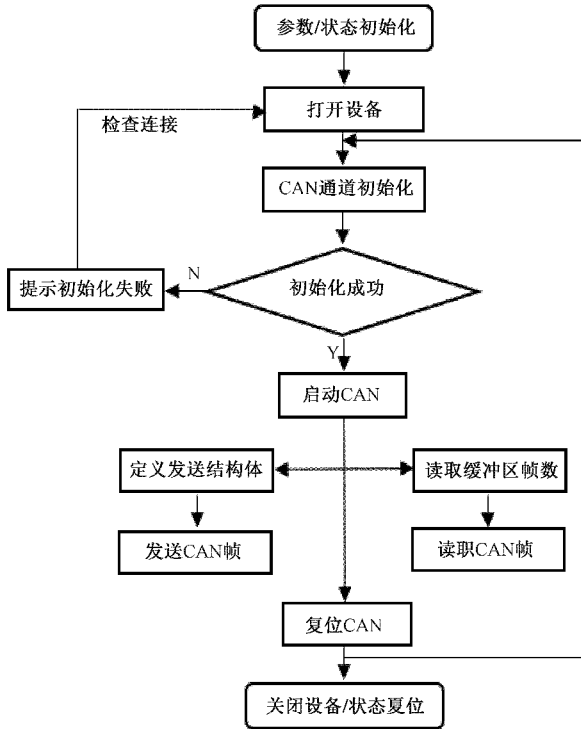 参数/状态初始化
打开设备
检查连接
CAN通道初始化
N
提示初始化失败
初始化成功
Y
启动CAN
定义发送结构体
读取缓冲区帧数
发送CAN帧
读职CAN帧
复位CAN
关闭设备/状态夏位